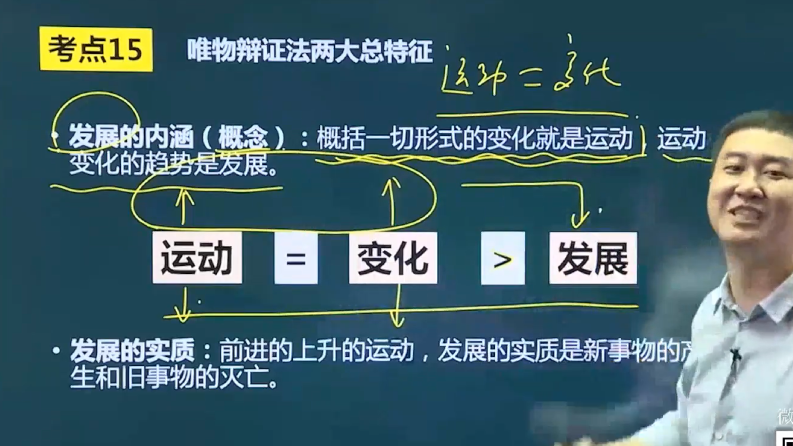 考点15
唯物辩证法两大总特征
运动=变化
• 发展的内涵（概念）：概括一切形式的变化就是运动，运动
变化的趋势是发展。
运动 = 变化 > 发展
• 发展的实质：前进的上升的运动，发展的实质是新事物的产
生和旧事物的灭亡。
微